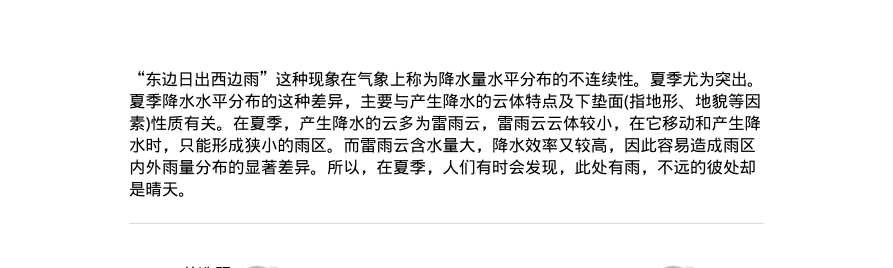 “东边日出西边雨”这种现象在气象上称为降水量水平分布的不连续性。夏季尤为突出。
夏季降水水平分布的这种差异，主要与产生降水的云体特点及下垫面(指地形、地貌等因
素)性质有关。在夏季，产生降水的云多为雷雨云，雷雨云云体较小，在它移动和产生降
水时，只能形成狭小的雨区。而雷雨云含水量大，降水效率又较高，因此容易造成雨区
内外雨量分布的显著差异。所以，在夏季，人们有时会发现，此处有雨，不远的彼处却
是晴天。